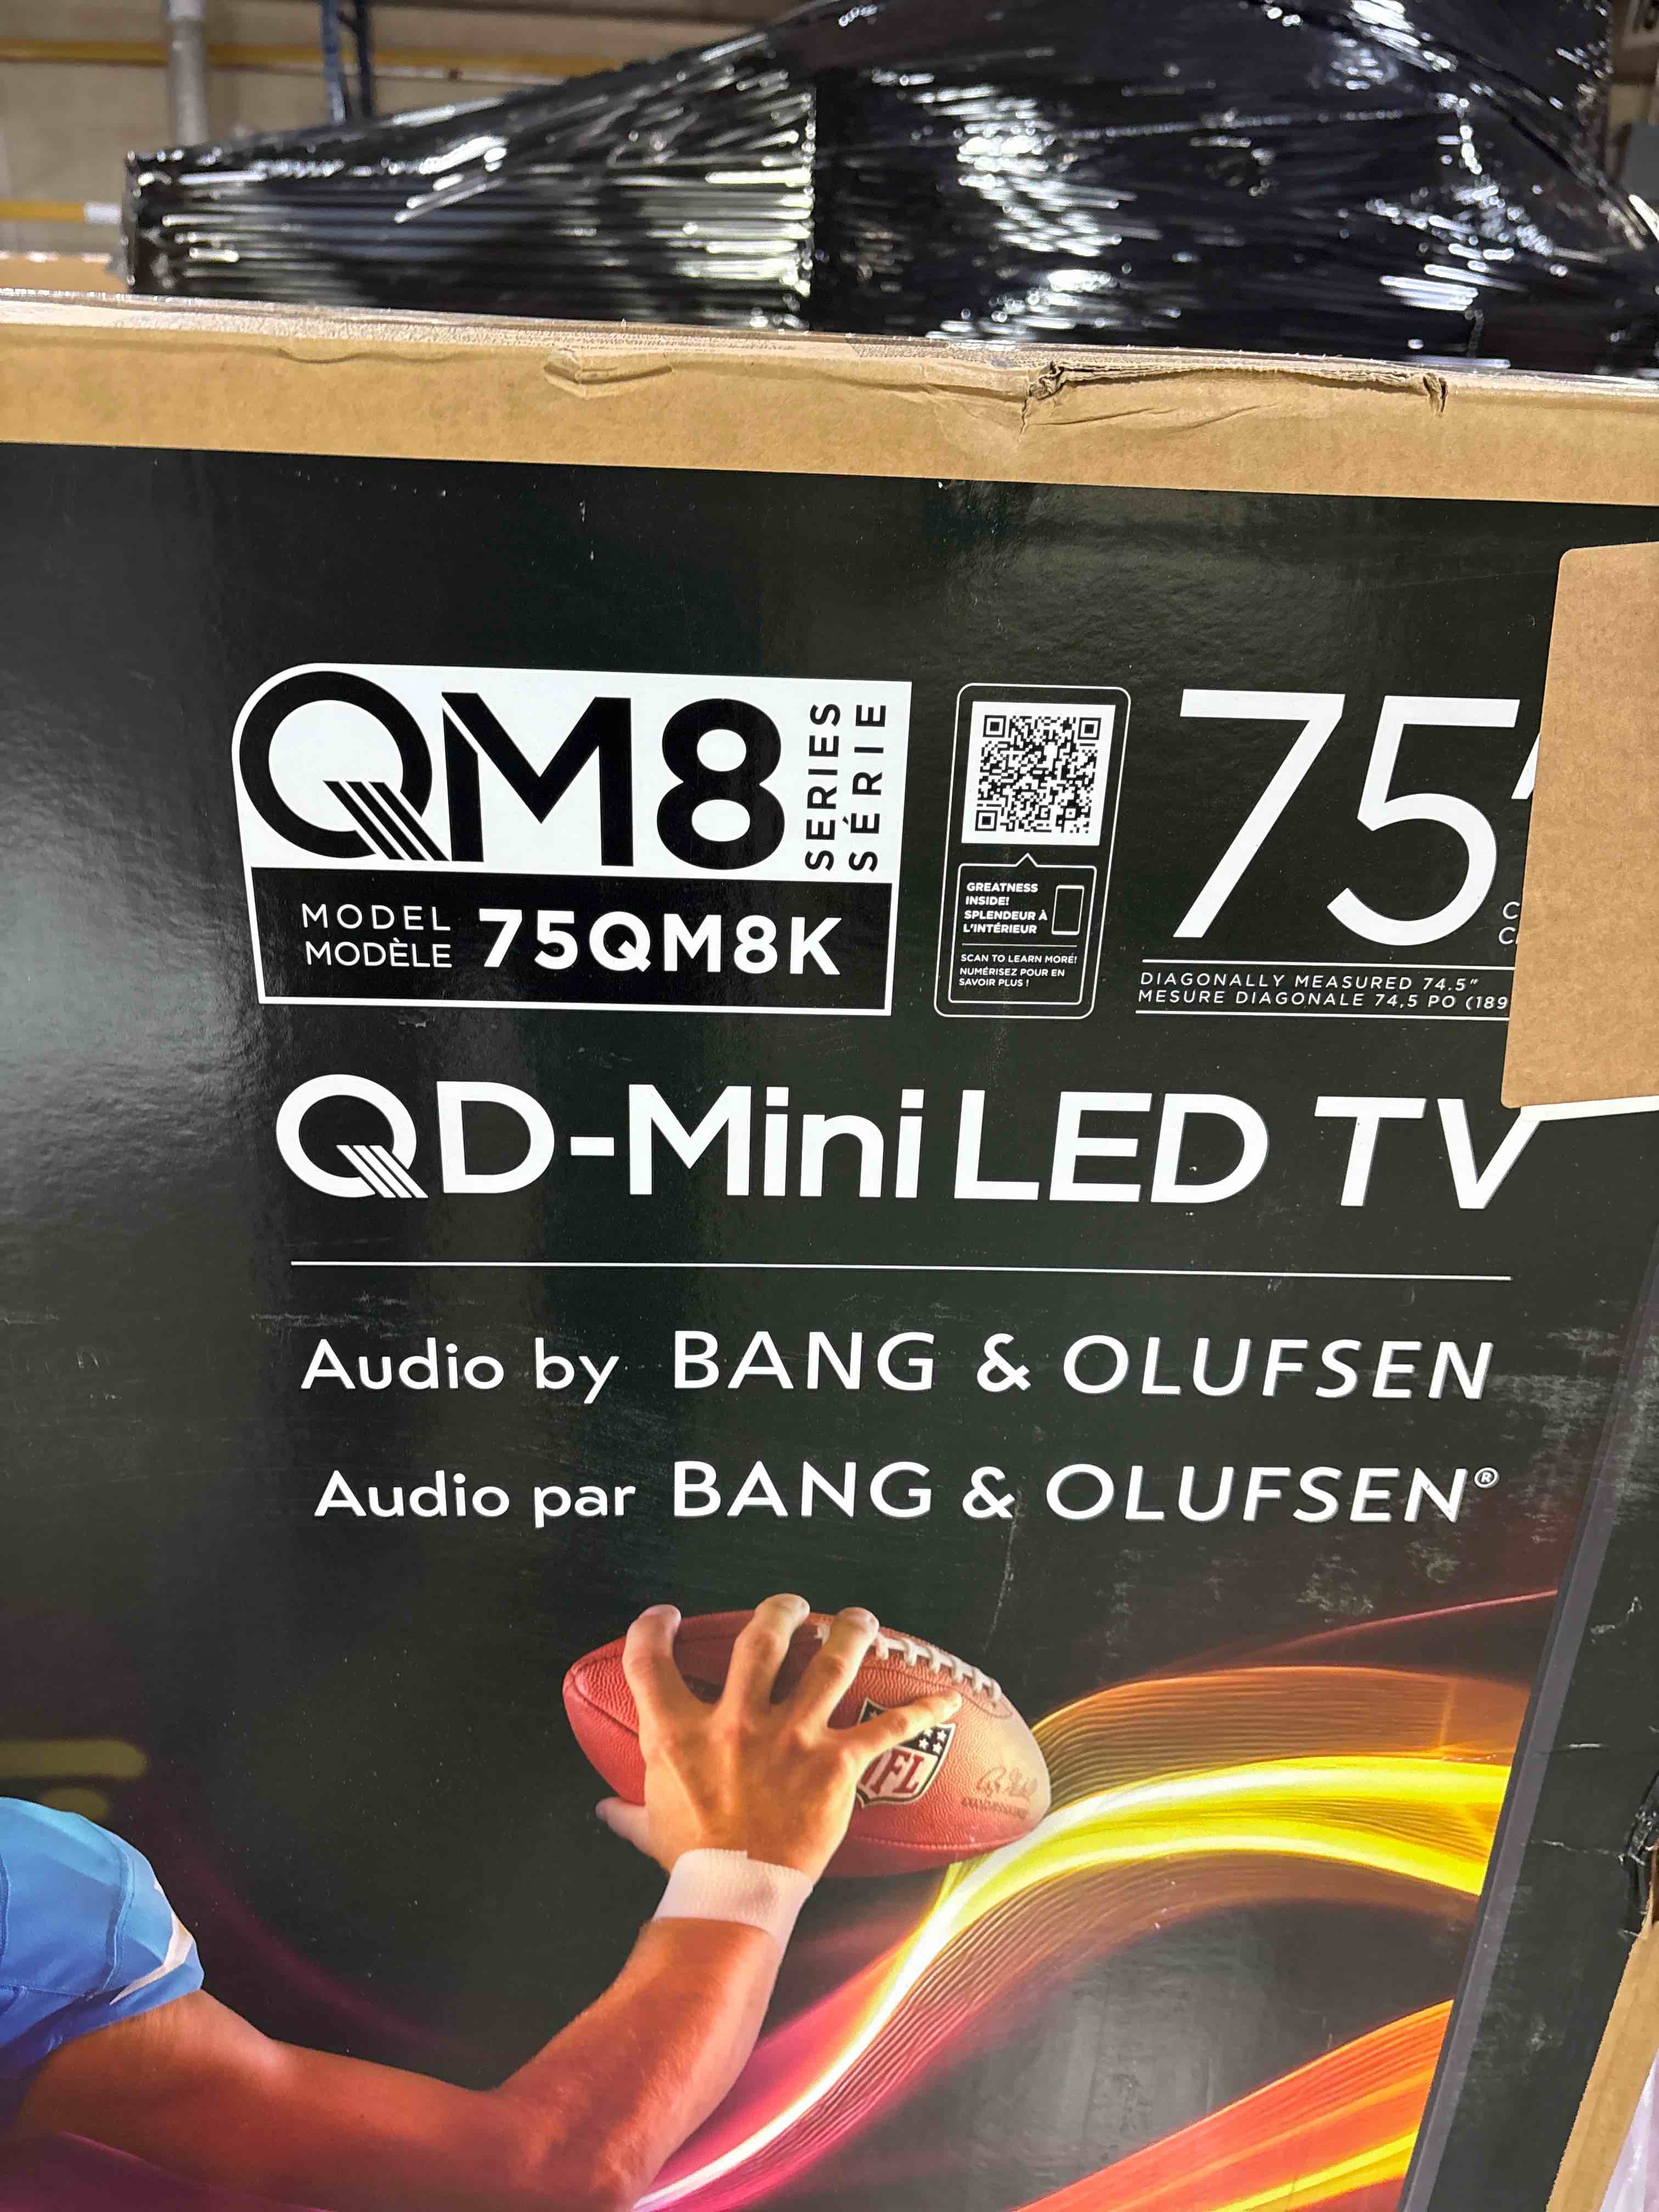 QM8 SERIES
SÉRIE
MODEL
MODÈLE 75QM8K
GREATNESS
INSIDE!
SPLENDEUR À
L'INTÉRIEUR
SCAN TO LEARN MORE!
NUMÉRISEZ POUR EN
SAVOIR PLUS !
75"
DIAGONALLY MEASURED 74.5"
MESURE DIAGONALE 74,5 PO (189
QD-Mini LED TV
Audio by BANG & OLUFSEN
Audio par BANG & OLUFSEN®
NFL